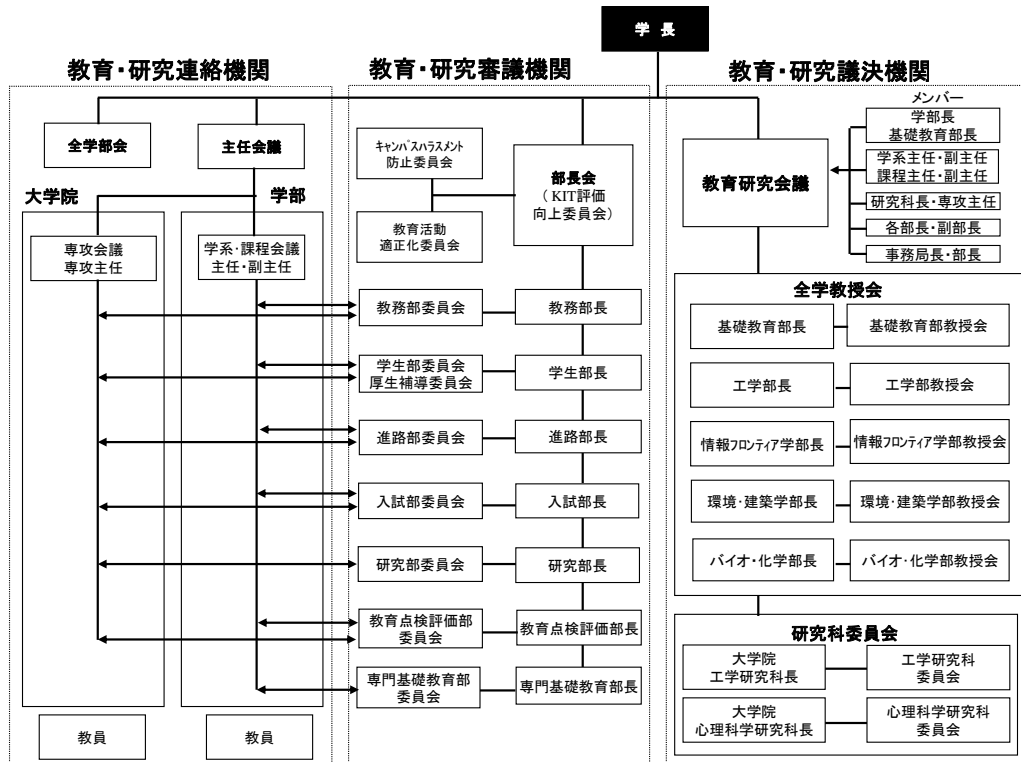 学 長
教育・研究連絡機関
全学部会
主任会議
大学院
学部
専攻会議
専攻主任
学系・課程会議
主任・副主任
教員
教員
教育・研究審議機関
ｷｬﾝﾊﾟｽﾊﾗｽﾒﾝﾄ
防止委員会
教育活動
適正化委員会
部長会
（KIT評価
向上委員会）
教務部委員会
教務部長
学生部委員会
厚生補導委員会
学生部長
進路部委員会
進路部長
入試部委員会
入試部長
研究部委員会
研究部長
教育点検評価部
委員会
教育点検評価部長
専門基礎教育部
委員会
専門基礎教育部長
教育・研究議決機関
教育研究会議
メンバー
学部長
基礎教育部長
学系主任・副主任
課程主任・副主任
研究科長・専攻主任
各部長・副部長
事務局長・部長
全学教授会
基礎教育部長
基礎教育部教授会
工学部長
工学部教授会
情報ﾌﾛﾝﾃｨｱ学部長
情報ﾌﾛﾝﾃｨｱ学部教授会
環境・建築学部長
環境・建築学部教授会
バイオ・化学部長
バイオ・化学部教授会
研究科委員会
大学院
工学研究科長
工学研究科
委員会
大学院
心理科学研究科長
心理科学研究科
委員会